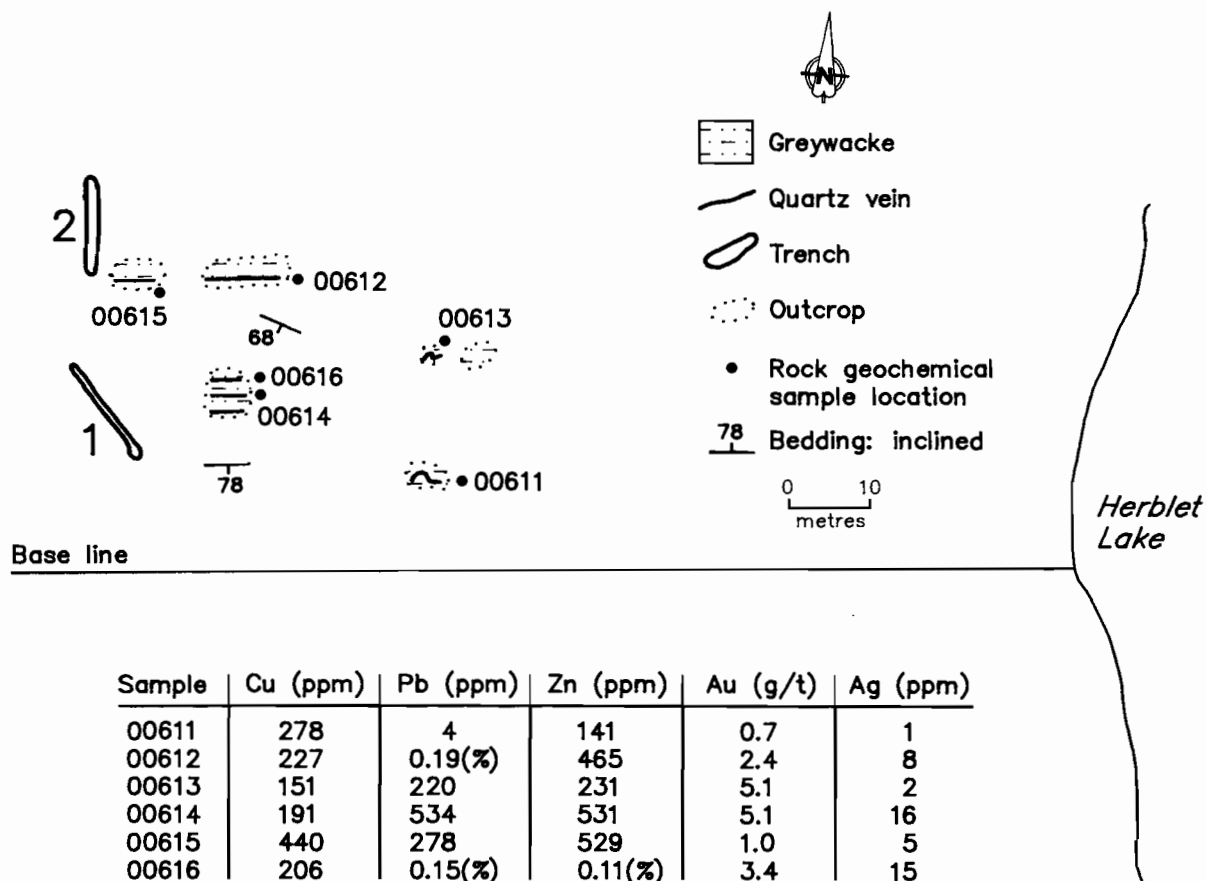 N
Greywacke
Quartz vein
2
Trench
00612
00615
00613
Outcrop
68
00616
Rock geochemical
sample location
00614
1
78
Bedding: inclined
78
00611
0 10
metres
Herblet
Lake
Base line
Sample Cu (ppm) Pb (ppm) Zn (ppm) Au (g/t) Ag (ppm)
00611 278 4 141 0.7 1
00612 227 0.19(%) 465 2.4 8
00613 151 220 231 5.1 2
00614 191 534 531 5.1 16
00615 440 278 529 1.0 5
00616 206 0.15(%) 0.11(%) 3.4 15